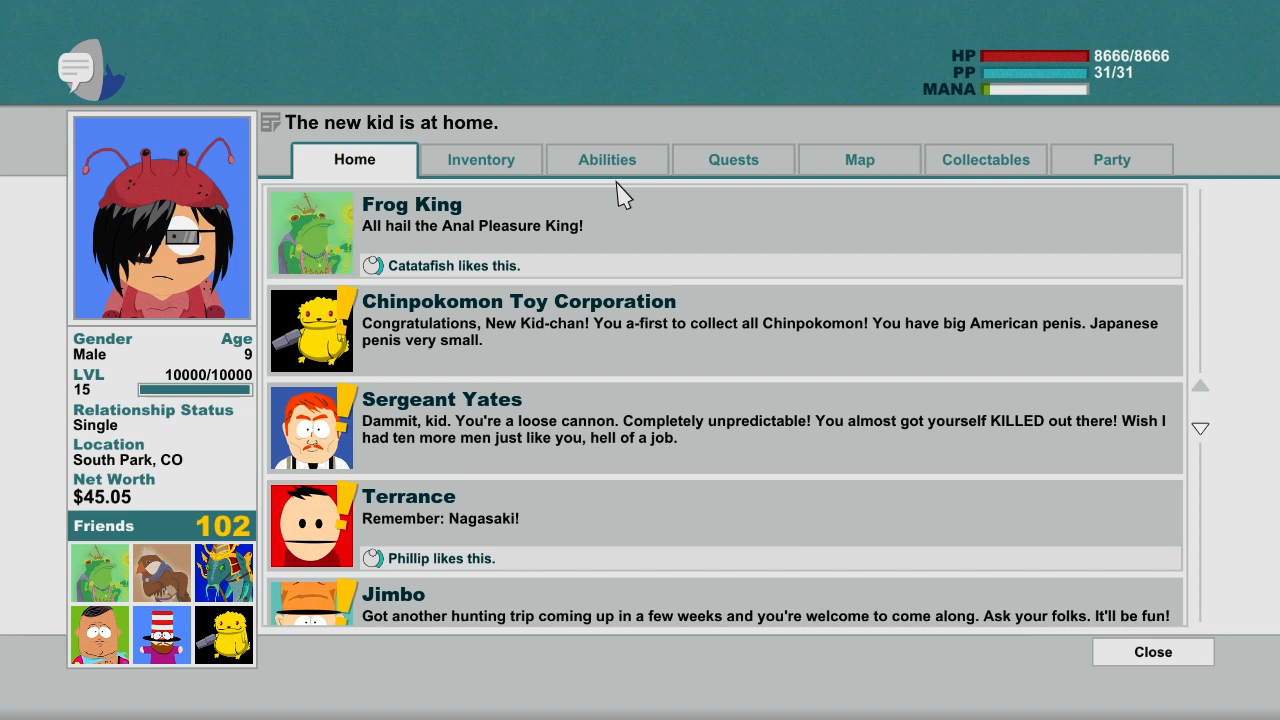 HP 8666/8666
PP 31/31
MANA
The new kid is at home.
Home Inventory Abilities Quests Map Collectables Party
Gender Age
Male 9
LVL 10000/10000
15
Relationship Status
Single
Location
South Park, CO
Net Worth
$45.05
Friends 102
Frog King
All hail the Anal Pleasure King!
Catatafish likes this.
Chinpokomon Toy Corporation
Congratulations, New Kid-chan! You a-first to collect all Chinpokomon! You have big American penis. Japanese
penis very small.
Sergeant Yates
Dammit, kid. You're a loose cannon. Completely unpredictable! You almost got yourself KILLED out there! Wish I
had ten more men just like you, hell of a job.
Terrance
Remember: Nagasaki!
Phillip likes this.
Jimbo
Got another hunting trip coming up in a few weeks and you're welcome to come along. Ask your folks. It'll be fun!
Close